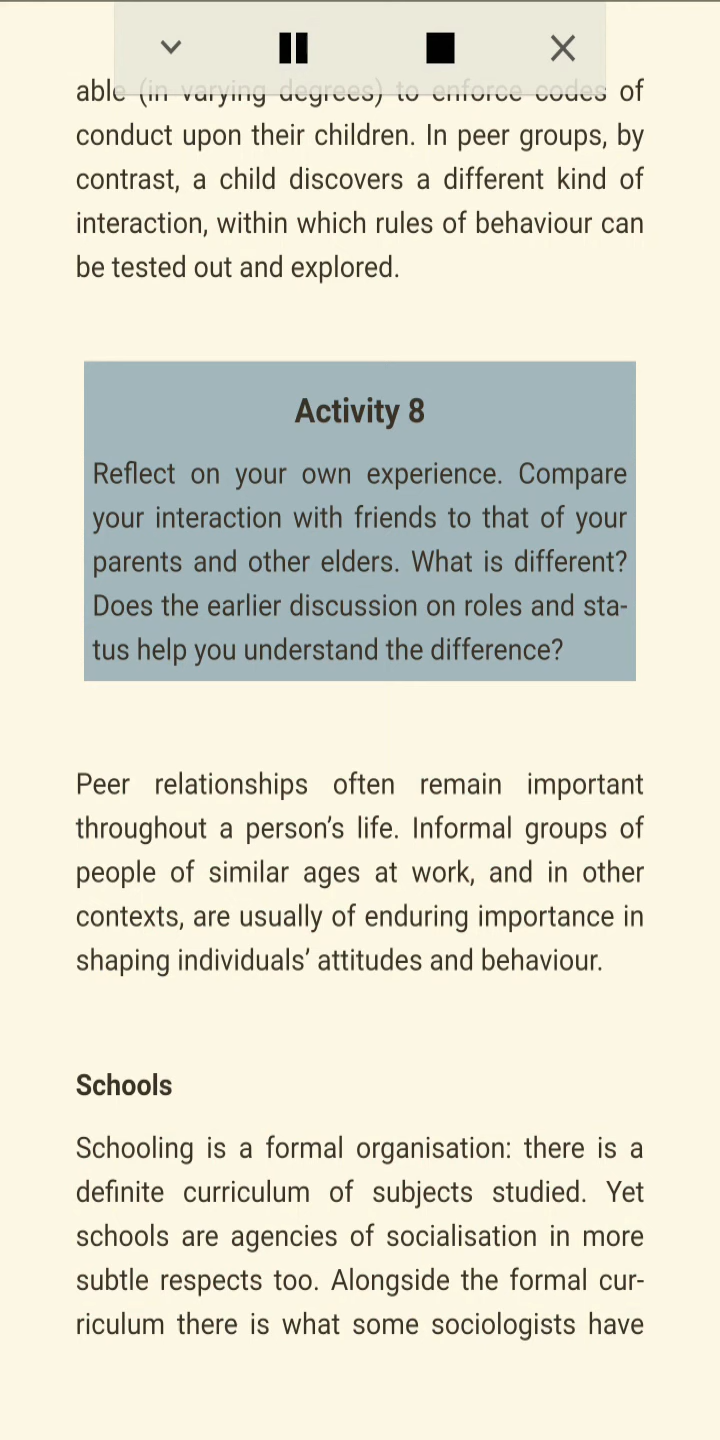 able (in varying degrees) to enforce codes of
conduct upon their children. In peer groups, by
contrast, a child discovers a different kind of
interaction, within which rules of behaviour can
be tested out and explored.
Activity 8
Reflect on your own experience. Compare
your interaction with friends to that of your
parents and other elders. What is different?
Does the earlier discussion on roles and sta-
tus help you understand the difference?
Peer relationships often remain important
throughout a person’s life. Informal groups of
people of similar ages at work, and in other
contexts, are usually of enduring importance in
shaping individuals’ attitudes and behaviour.
Schools
Schooling is a formal organisation: there is a
definite curriculum of subjects studied. Yet
schools are agencies of socialisation in more
subtle respects too. Alongside the formal cur-
riculum there is what some sociologists have